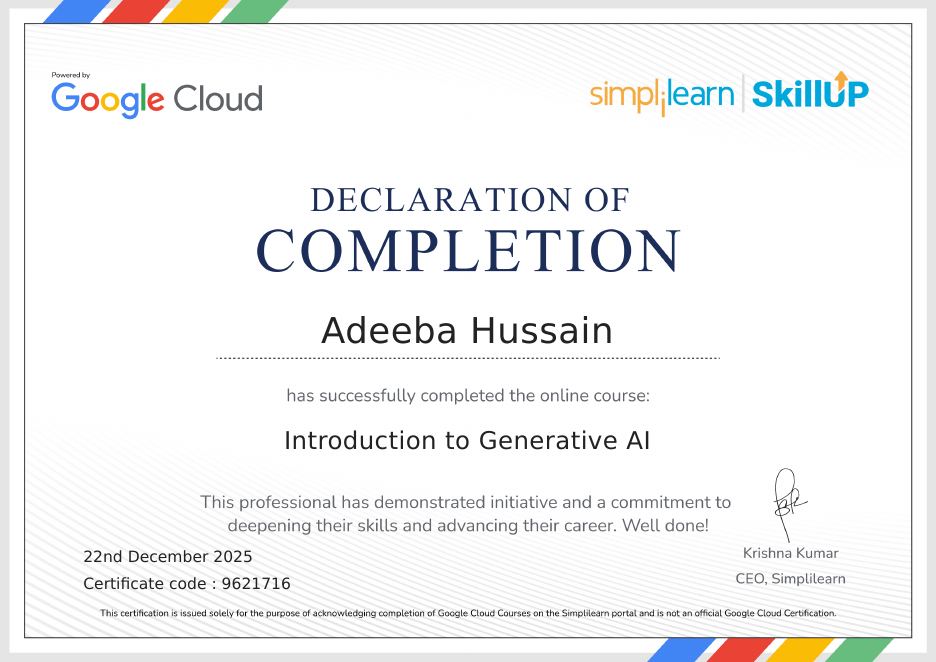 Powered by
Google Cloud
simplilearn | SkillUP
DECLARATION OF
COMPLETION
Adeeba Hussain
has successfully completed the online course:
Introduction to Generative AI
This professional has demonstrated initiative and a commitment to
deepening their skills and advancing their career. Well done!
22nd December 2025
Certificate code : 9621716
Krishna Kumar
CEO, Simplilearn
This certification is issued solely for the purpose of acknowledging completion of Google Cloud Courses on the Simplilearn portal and is not an official Google Cloud Certification.